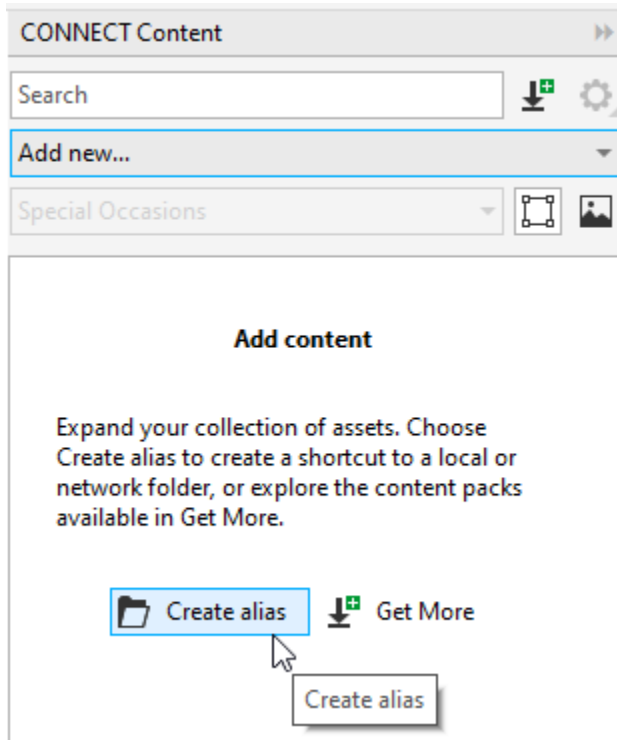 CONNECT Content
Search
Add new...
Special Occasions
Add content
Expand your collection of assets. Choose
Create alias to create a shortcut to a local or
network folder, or explore the content packs
available in Get More.
Create alias Get More
Create alias